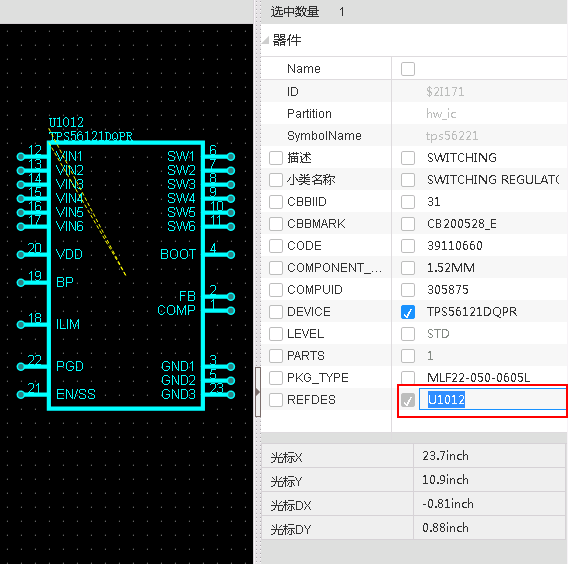 选中数量 1
器件
Name
ID $2I171
Partition hw_ic
SymbolName tps56221
描述 SWITCHING
小类名称 SWITCHING REGULATO
CBBIID 31
CBBMARK CB200528_E
CODE 39110660
COMPONENT_... 1.52MM
COMPUID 305875
DEVICE TPS56121DQPR
LEVEL STD
PARTS 1
PKG_TYPE MLF22-050-0605L
REFDES U1012
光标X 23.7inch
光标Y 10.9inch
光标DX -0.81inch
光标DY 0.88inch
U1012
TPS56121DQPR
12 VIN1 SW1 6
13 VIN2 SW2 7
14 VIN3 SW3 8
15 VIN4 SW4 9
16 VIN5 SW5 10
17 VIN6 SW6 11
20 VDD BOOT 4
19 BP
FB 2
COMP 1
18 ILIM
22 PGD GND1 3
GND2 5
21 EN/SS GND3 23